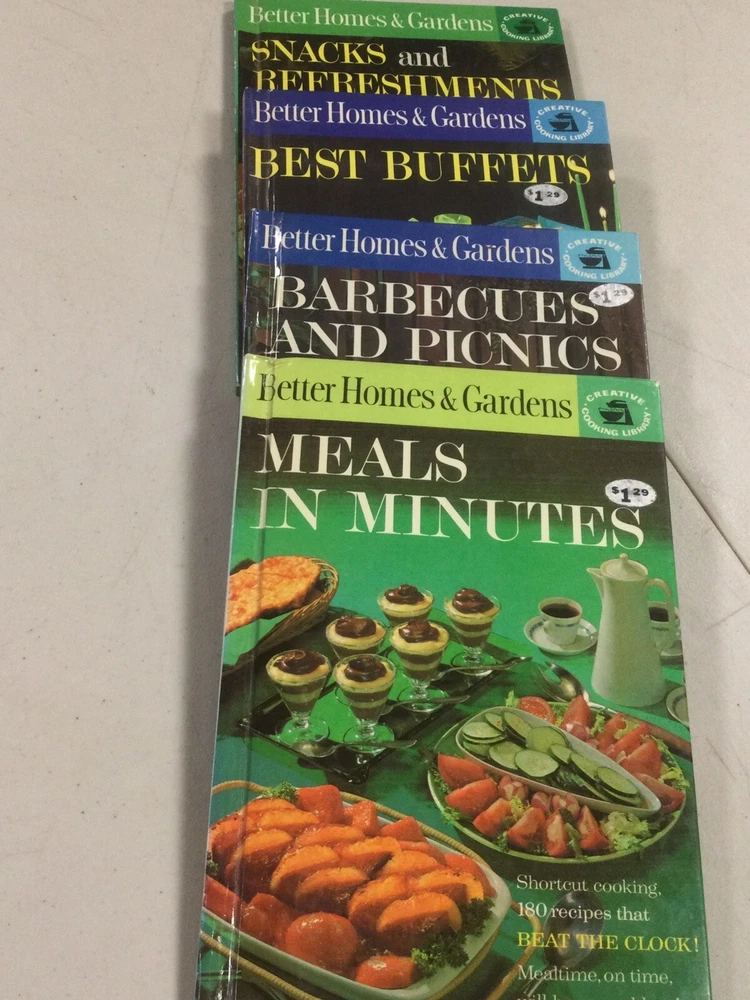 Better Homes & Gardens
CREATIVE
COOKING LIBRARY
SNACKS and
REFRESHMENTS
Better Homes & Gardens
CREATIVE
COOKING LIBRARY
BEST BUFFETS
$1.29
Better Homes & Gardens
CREATIVE
COOKING LIBRARY
BARBECUES
$1.29
AND PICNICS
Better Homes & Gardens
CREATIVE
COOKING LIBRARY
MEALS
$1.29
IN MINUTES
Shortcut cooking,
180 recipes that
BEAT THE CLOCK!
Mealtime, on time,